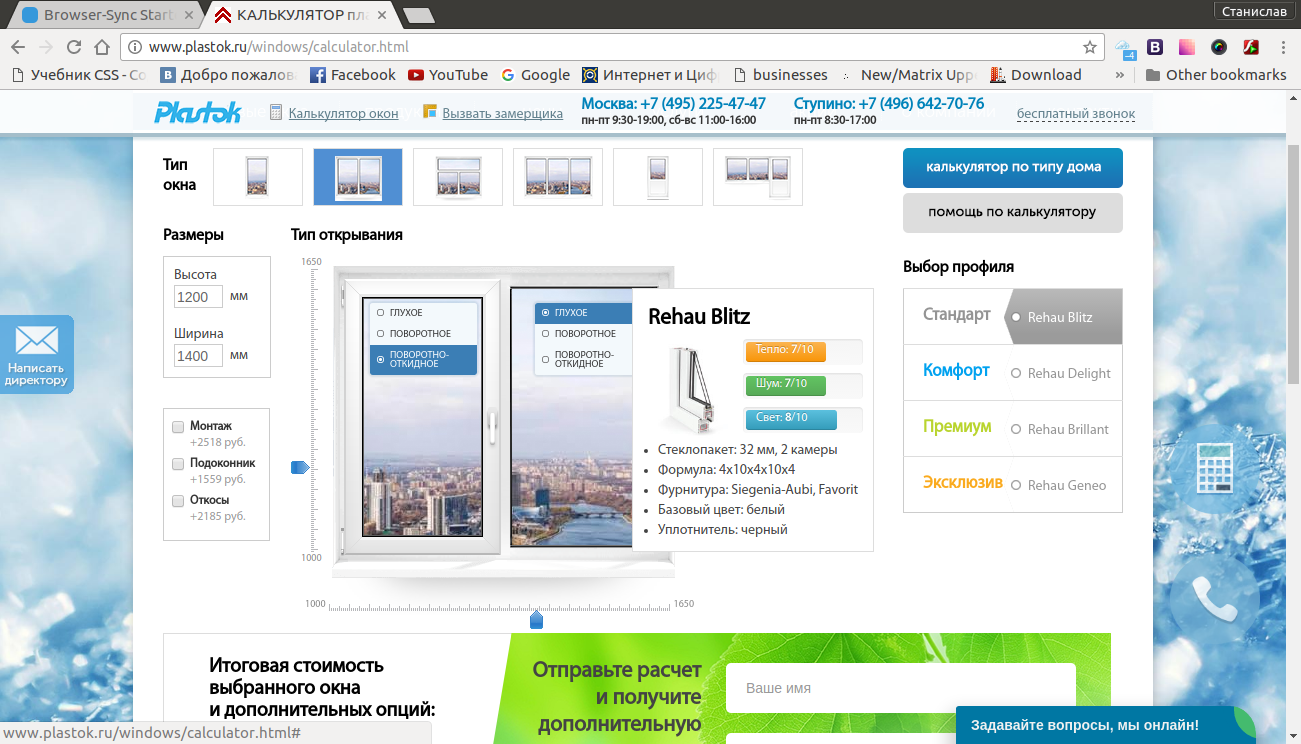 Станислав
Browser-Sync Start
КАЛЬКУЛЯТОР пла
www.plastok.ru/windows/calculator.html
-4
B
Учебник CSS - Со
B Добро пожалова
Facebook
YouTube
Google
Интернет и Циф
businesses
New/Matrix Upp
Download
»
Other bookmarks
Plastok
Калькулятор окон
Вызвать замерщика
Москва: +7 (495) 225-47-47
пн-пт 9:30-19:00, сб-вс 11:00-16:00
Ступино: +7 (496) 642-70-76
пн-пт 8:30-17:00
бесплатный звонок
Тип
окна
калькулятор по типу дома
помощь по калькулятору
Размеры
Высота
1200 мм
Ширина
1400 мм
Монтаж
+2518 руб.
Подоконник
+1559 руб.
Откосы
+2185 руб.
Тип открывания
1650
1000
1000
1650
ГЛУХОЕ
ПОВОРОТНОЕ
ПОВОРОТНО-
ОТКИДНОЕ
ГЛУХОЕ
ПОВОРОТНОЕ
ПОВОРОТНО-
ОТКИДНОЕ
Rehau Blitz
Тепло: 7/10
Шум: 7/10
Свет: 8/10
Стеклопакет: 32 мм, 2 камеры
Формула: 4x10x4x10x4
Фурнитура: Siegenia-Aubi, Favorit
Базовый цвет: белый
Уплотнитель: черный
Выбор профиля
Стандарт Rehau Blitz
Комфорт Rehau Delight
Премиум Rehau Brillant
Эксклюзив Rehau Geneo
Написать
директору
Итоговая стоимость
выбранного окна
и дополнительных опций:
Отправьте расчет
и получите
дополнительную
Ваше имя
Задавайте вопросы, мы онлайн!
www.plastok.ru/windows/calculator.html#